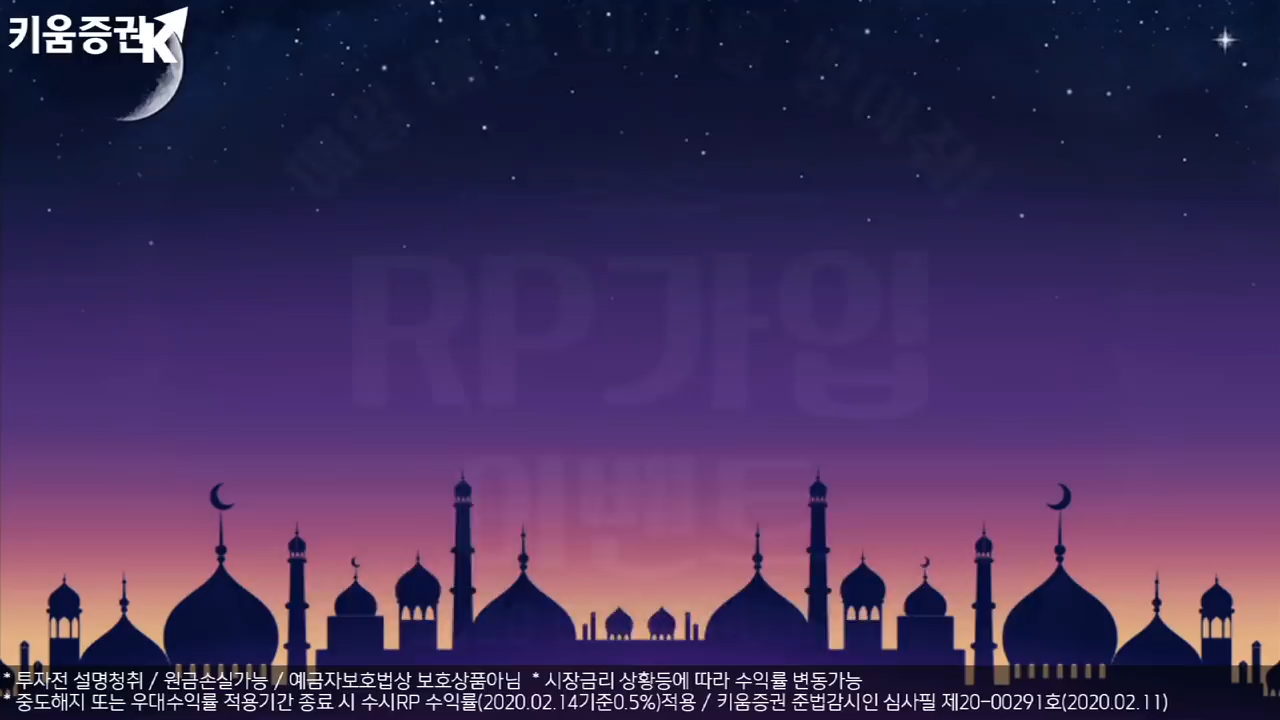 키움증권
RP가입
이벤트
* 투자전 설명청취 / 원금손실가능 / 예금자보호법상 보호상품아님 * 시장금리 상황등에 따라 수익률 변동가능
* 중도해지 또는 우대수익률 적용기간 종료 시 수시RP 수익률(2020.02.14기준0.5%)적용 / 키움증권 준법감시인 심사필 제20-00291호(2020.02.11)